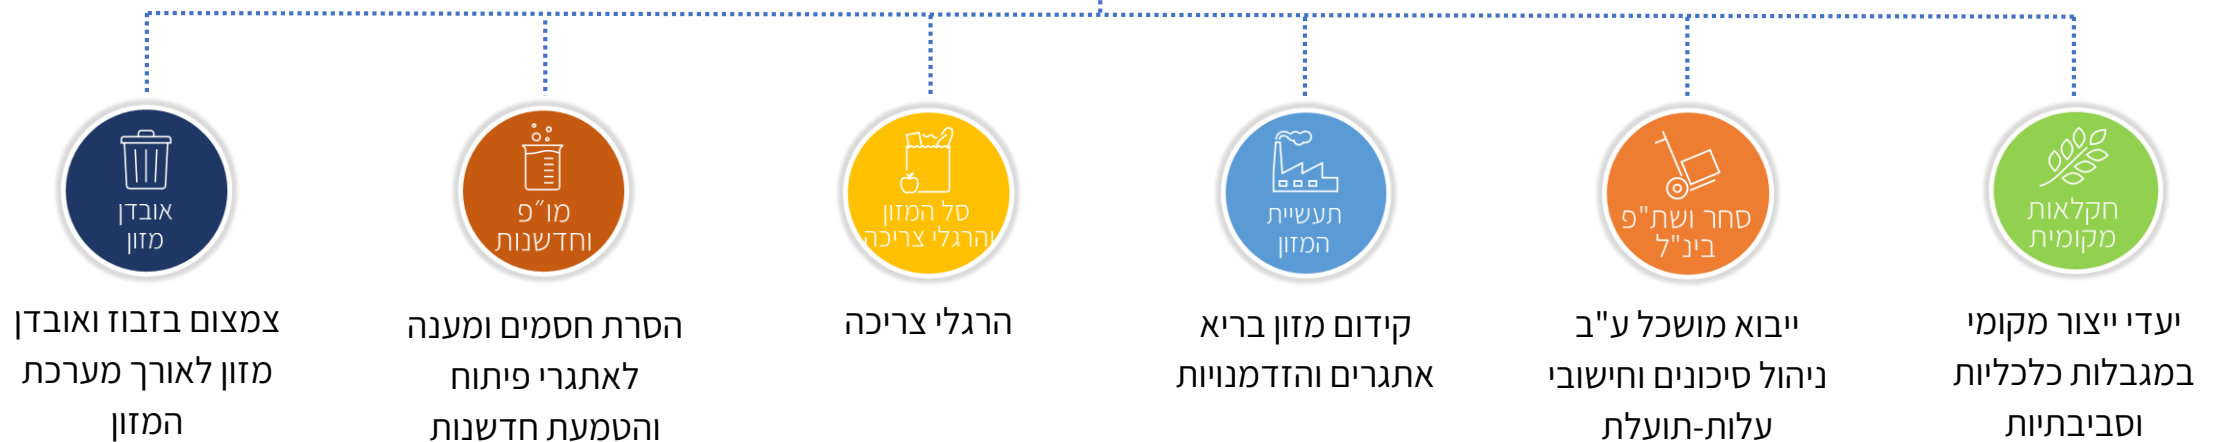 חקלאות
מקומית
יעדי ייצור מקומי
במגבלות כלכליות
וסביבתיות
סחר ושת"פ
בינ"ל
ייבוא מושכל ע"ב
ניהול סיכונים וחישובי
עלות-תועלת
תעשיית
המזון
קידום מזון בריא
אתגרים והזדמנויות
סל המזון
והרגלי צריכה
הרגלי צריכה
מו״פ
וחדשנות
הסרת חסמים ומענה
לאתגרי פיתוח
והטמעת חדשנות
אובדן
מזון
צמצום בזבוז ואובדן
מזון לאורך מערכת
המזון